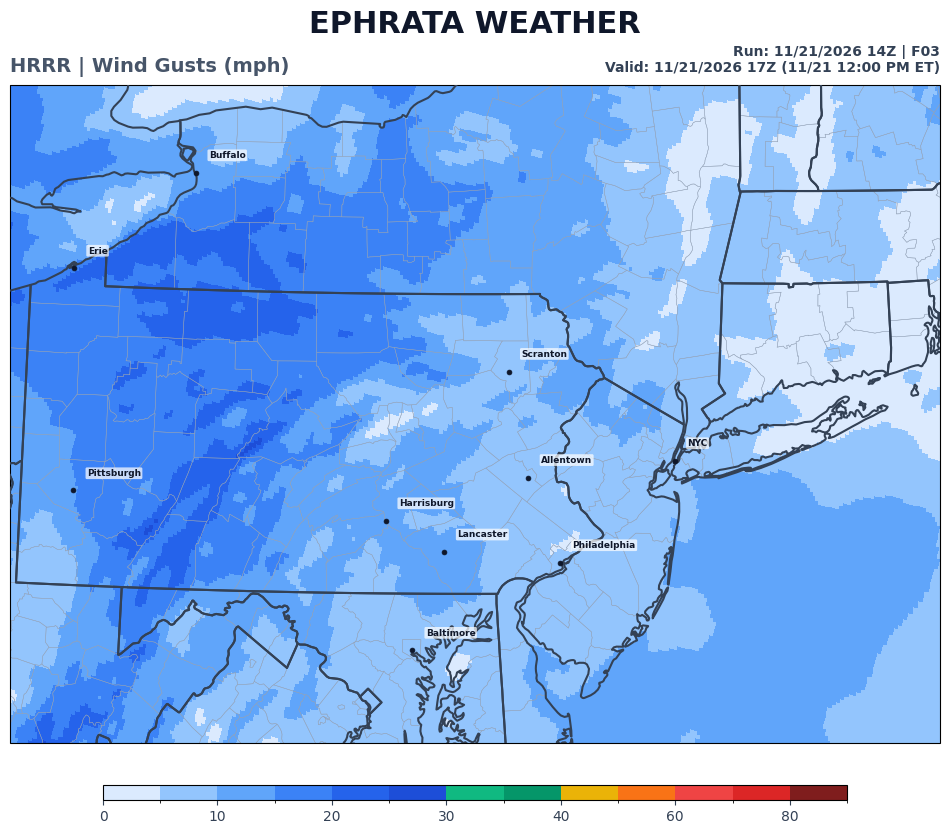 EPHRATA WEATHER
HRRR | Wind Gusts (mph)
Run: 11/21/2026 14Z | F03
Valid: 11/21/2026 17Z (11/21 12:00 PM ET)
Buffalo
Erie
Scranton
NYC
Allentown
Pittsburgh
Harrisburg
Lancaster
Philadelphia
Baltimore
0 10 20 30 40 50 60 70 80